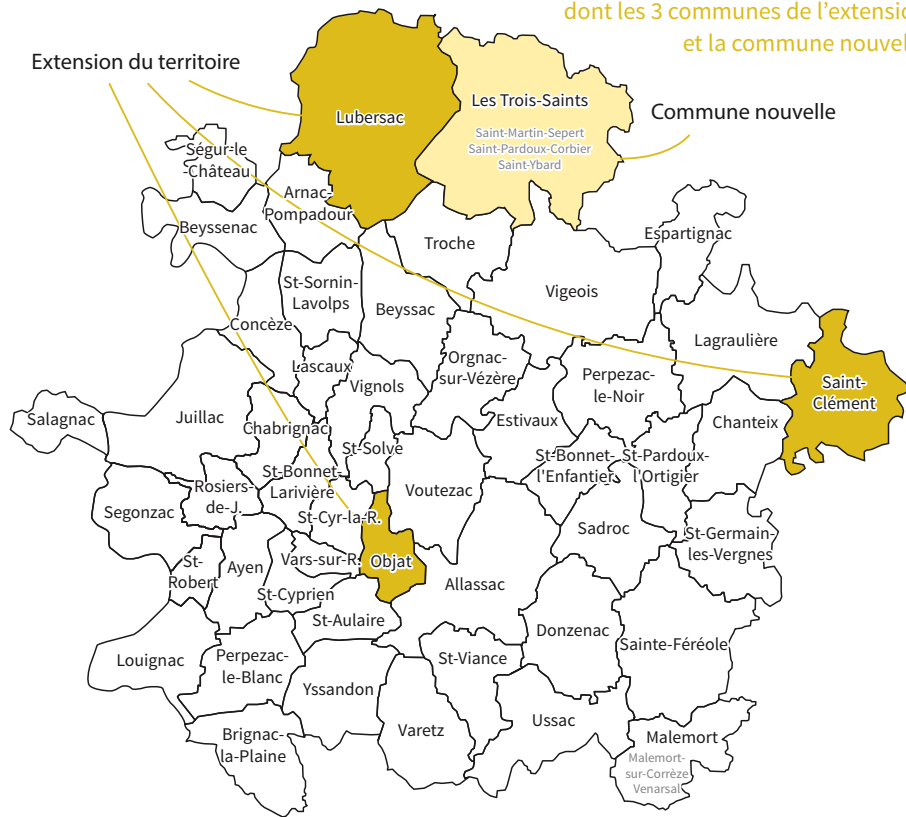 dont les 3 communes de l'extensio
et la commune nouvel
Extension du territoire
Lubersac
Les Trois-Saints
Saint-Martin-Sepert
Saint-Pardoux-Corbier
Saint-Ybard
Commune nouvelle
Ségur-le
-Château
Arnac-
Pompadour
Beyssenac
Troche
Espartignac
St-Sornin-
Lavolps
Vigeois
Beyssac
Concèze
Lagraulière
Lascaux
Orgnac-
sur-Vézère
Vignols
Perpezac-
le-Noir
Saint-
Clément
Salagnac
Juillac
Chabrignac
Estivaux
Chanteix
St-Solve
St-Bonnet-
Larivière
St-Bonnet-
l'Enfantier
St-Pardoux-
l'Ortigier
Rosiers-
de-J.
Voutezac
Segonzac
St-Cyr-la-R.
Sadroc
St-Germain-
les-Vergnes
Vars-sur-R.
Objat
St-
Robert
Ayen
Allassac
St-Cyprien
St-Aulaire
Donzenac
Sainte-Féréole
Louignac
Perpezac-
le-Blanc
St-Viance
Yssandon
Ussac
Varetz
Brignac-
la-Plaine
Malemort
Malemort-
sur-Corrèze
Venarsal